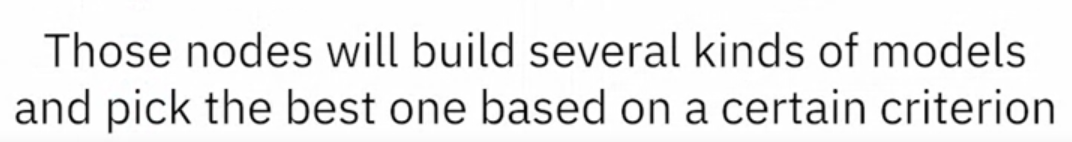 Those nodes will build several kinds of models
and pick the best one based on a certain criterion